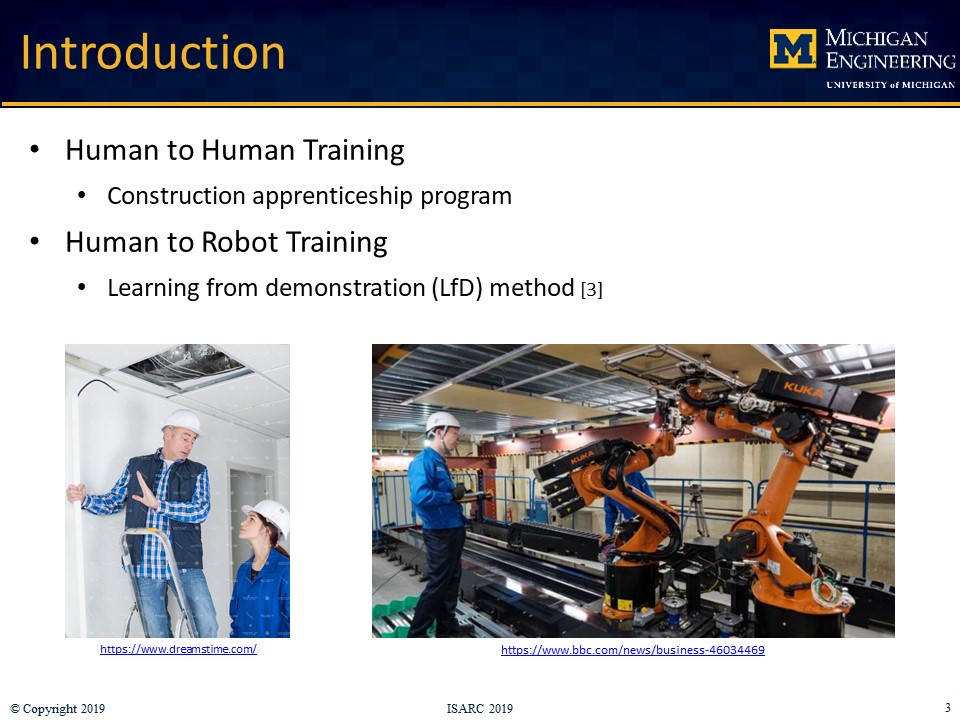 Introduction
MICHIGAN
ENGINEERING
UNIVERSITY of MICHIGAN
• Human to Human Training
• Construction apprenticeship program
• Human to Robot Training
• Learning from demonstration (LfD) method [3]
KUKA
KUKA
https://www.dreamstime.com/
https://www.bbc.com/news/business-46034469
© Copyright 2019
ISARC 2019
3